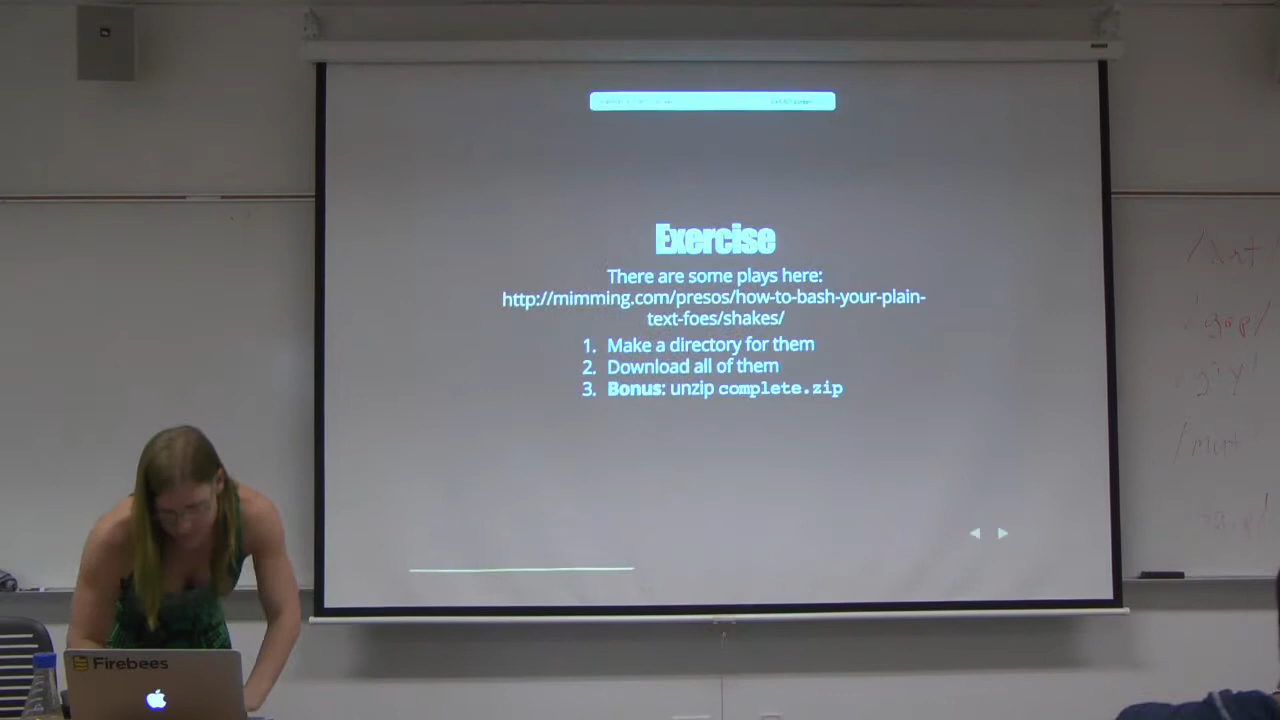 Exercise
There are some plays here:
http://mimming.com/presos/how-to-bash-your-plain-
text-foes/shakes/
1. Make a directory for them
2. Download all of them
3. Bonus: unzip complete.zip
Firebees